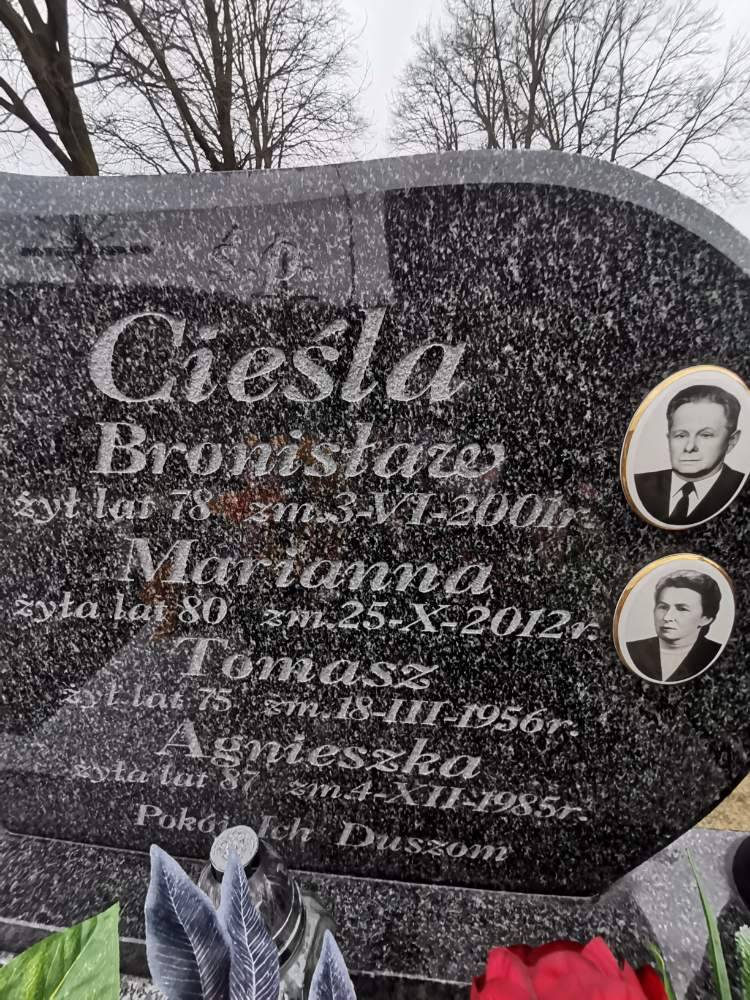 ś.p.
Cieśla
Bronisław
żył lat 78 zm.3-VI-2001r.
Marianna
żyła lat 80 zm.25-X-2012r.
Tomasz
żył lat 75 zm.18-III-1956r.
Agnieszka
żyła lat 87 zm.4-XII-1985r.
Pokój Ich Duszom